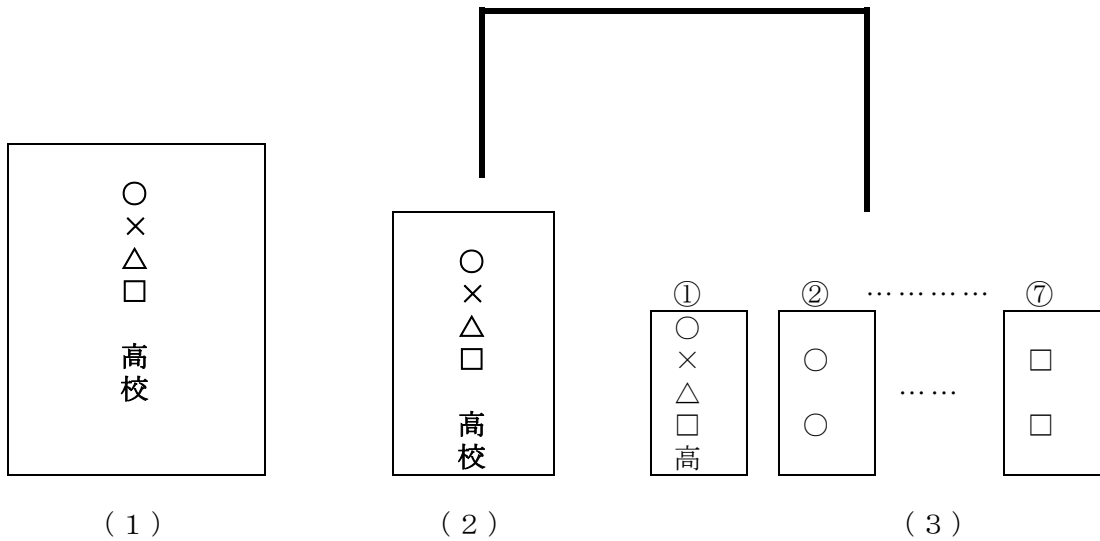 ○×△□　高校
○×△□　高校
① ② ………… ⑦
○×△□高
○○
……
□□
（１）
（２）
（３）